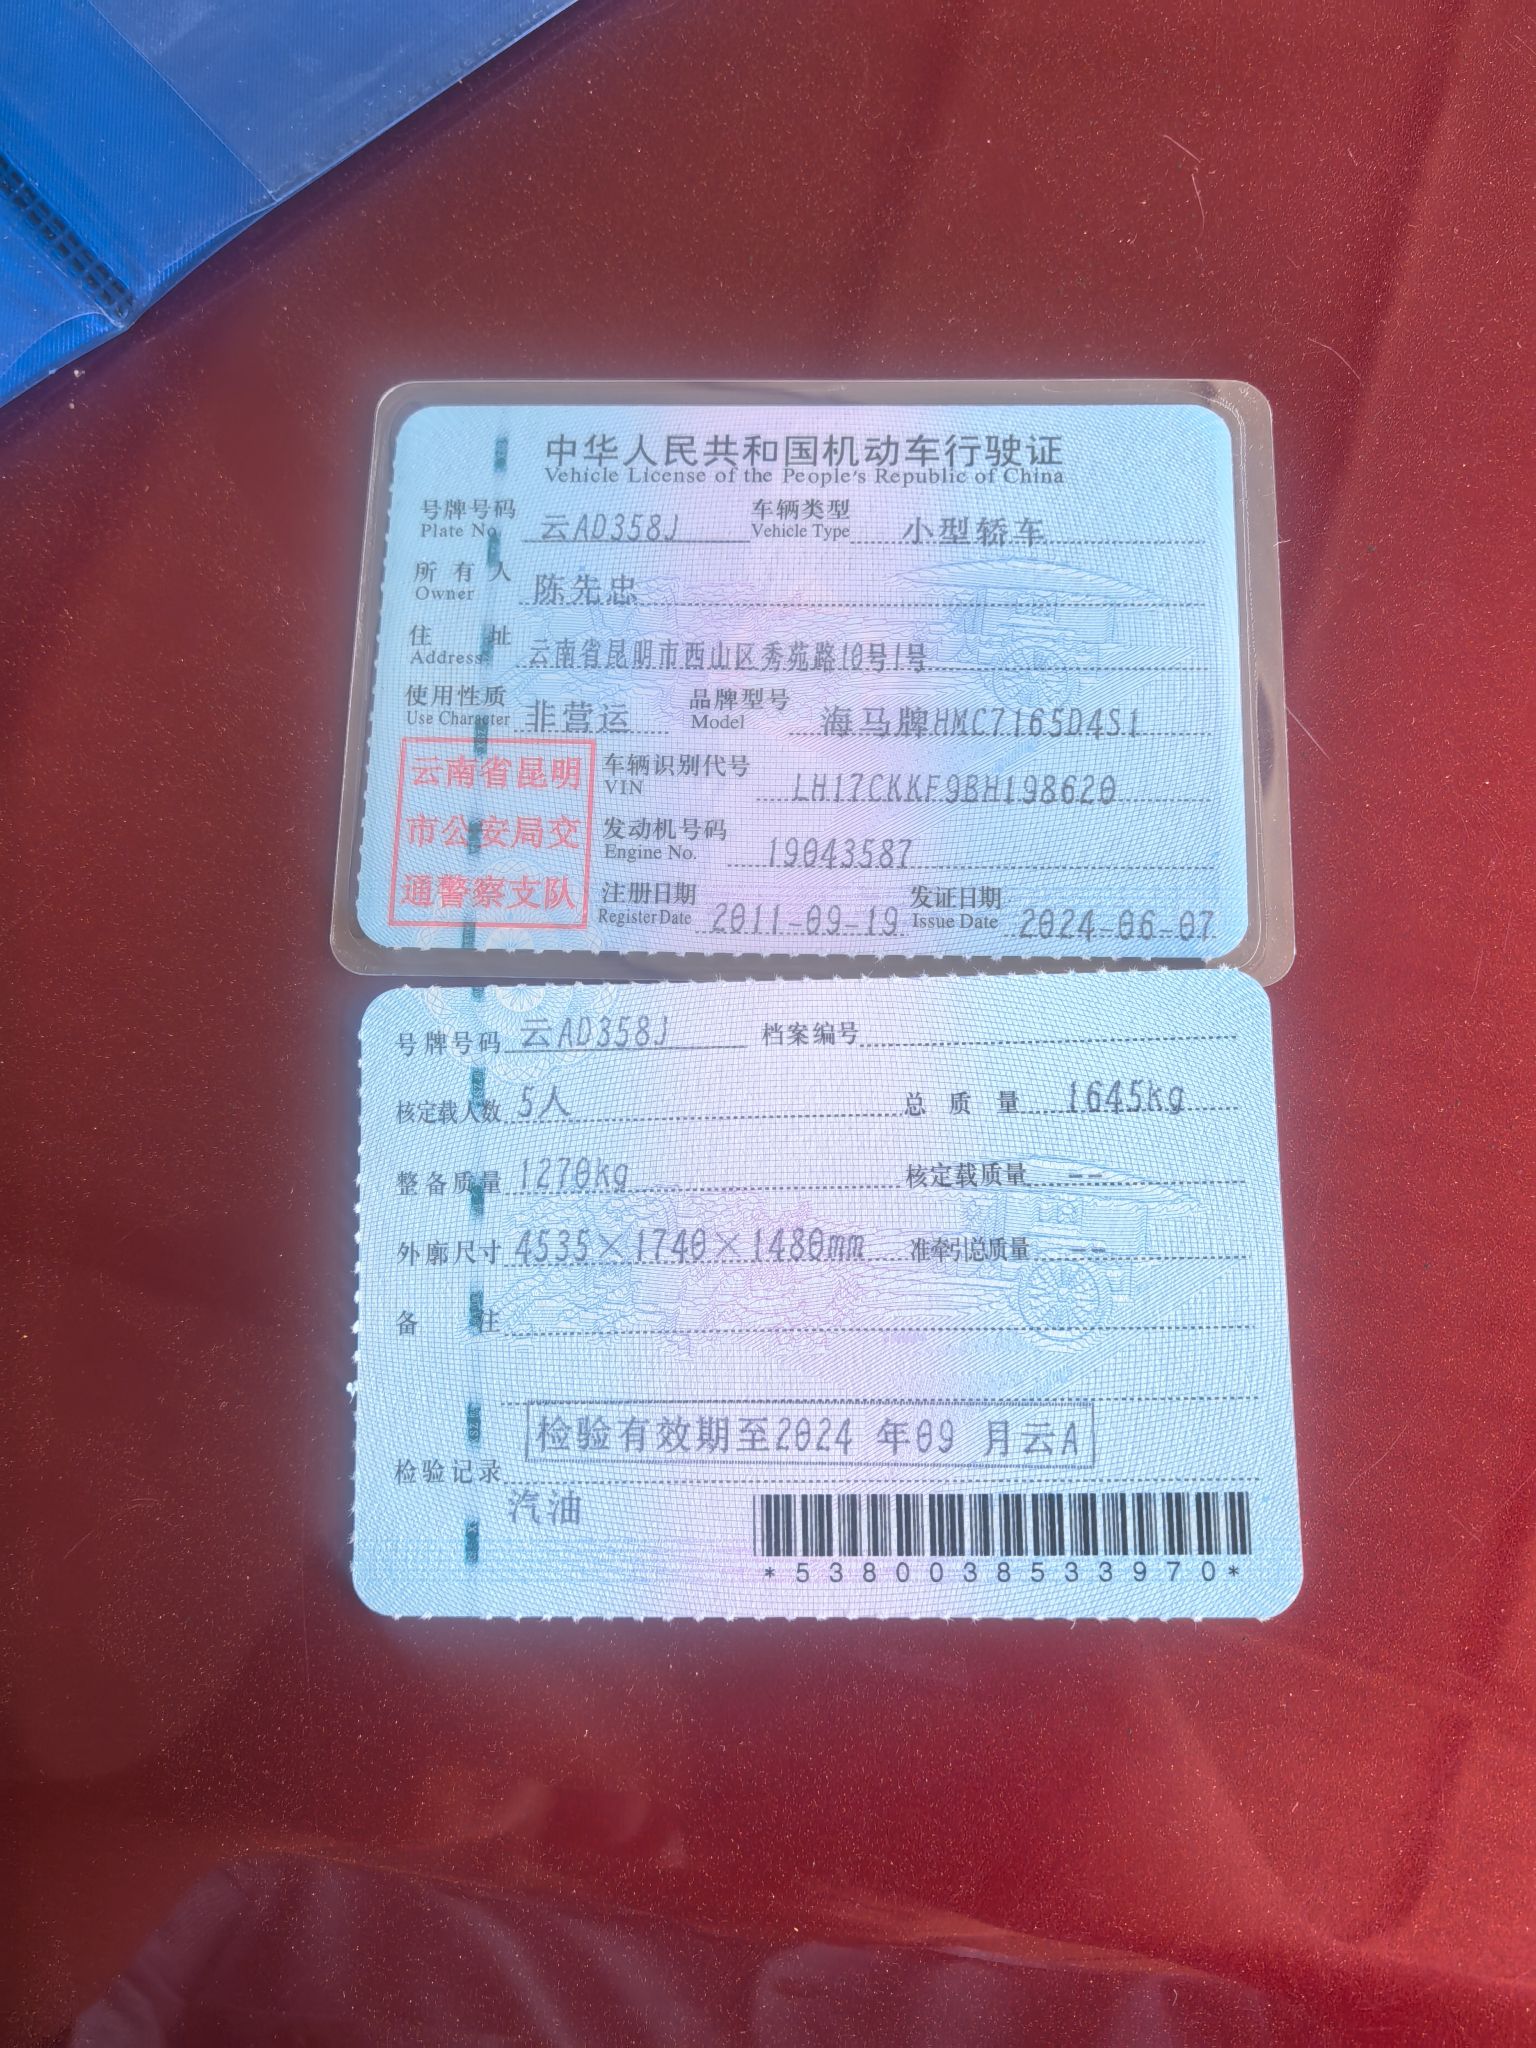 中华人民共和国机动车行驶证
Vehicle License of the People's Republic of China
号牌号码 云AD358J 车辆类型 小型轿车
Plate No. Vehicle Type
所有人 陈先忠
Owner
住址 云南省昆明市西山区秀苑路10号1号
Address
使用性质 非营运 品牌型号 海马牌HMC7165D4S1
Use Character Model
云南省昆明
市公安局交
通警察支队
车辆识别代号 LH17CKKF9BH198620
VIN
发动机号码 19043587
Engine No.
注册日期 2011-09-19 发证日期 2024-06-07
Register Date Issue Date
号牌号码 云AD358J 档案编号
核定载人数 5人 总质量 1645kg
整备质量 1270kg 核定载质量 --
外廓尺寸 4535×1740×1480mm 准牵引总质量 --
备注
检验有效期至2024 年09 月云A
检验记录
汽油
*5380038533970*